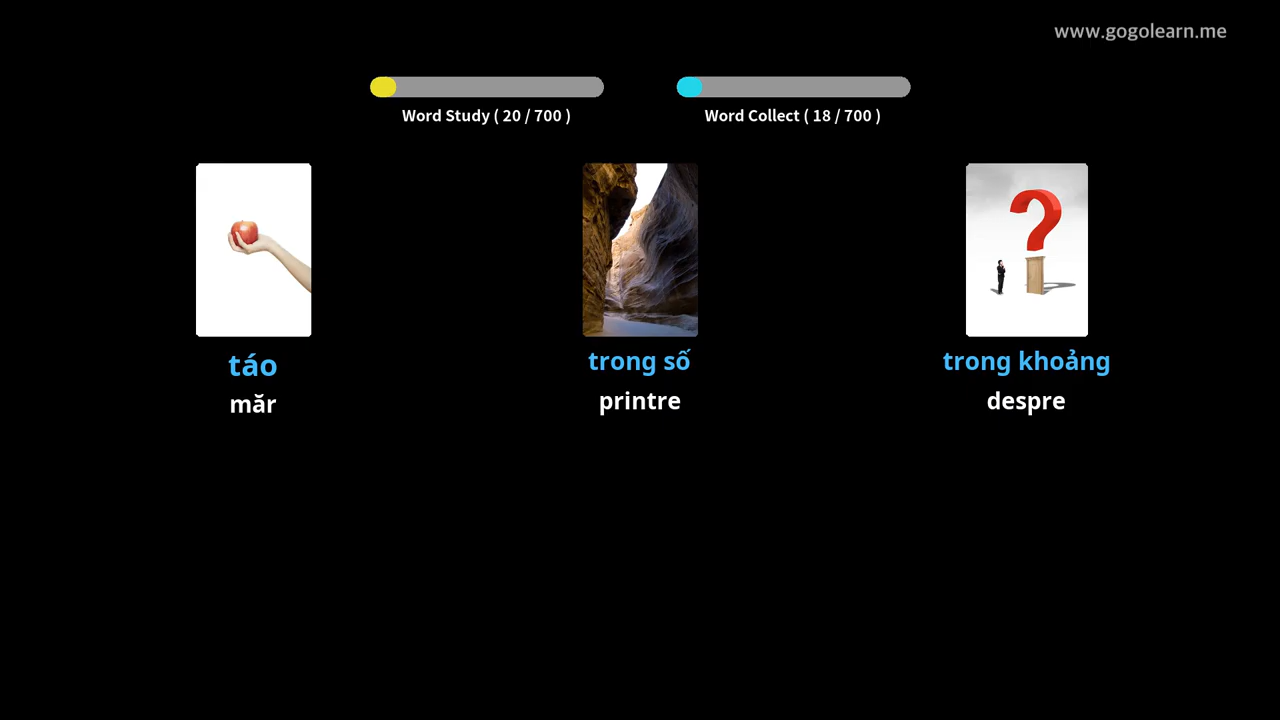 www.gogolearn.me
Word Study ( 20 / 700 )
Word Collect ( 18 / 700 )
táo
măr
trong số
printre
trong khoảng
despre